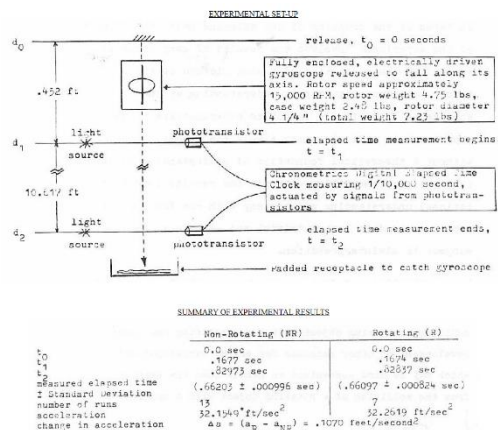 EXPERIMENTAL SET-UP
d0 release, t0 = 0 seconds
Fully enclosed, electrically driven
gyroscope released to fall along its
axis. Rotor speed approximately
15,000 RPM, rotor weight 4.75 lbs,
case weight 2.48 lbs, rotor diameter
4 1/4" (total weight 7.23 lbs)
.452 ft
light
source
phototransistor
d1 elapsed time measurement begins
t = t1
Chronometrics Digital Elapsed Time
Clock measuring 1/10,000 second,
actuated by signals from phototran-
sistors
10.617 ft
light
source
phototransistor
d2 elapsed time measurement ends,
t = t2
Padded receptacle to catch gyroscope
SUMMARY OF EXPERIMENTAL RESULTS
Non-Rotating (NR) Rotating (R)
t0 0.0 sec 0.0 sec
t1 .1677 sec .1674 sec
t2 .82973 sec .82837 sec
measured elapsed time (.66203 ± .000996 sec) (.66097 ± .000824 sec)
± Standard Deviation
number of runs 13 7
acceleration 32.1549 ft/sec2 32.2619 ft/sec2
change in acceleration Δa = (aR - aNR) = .1070 feet/second2